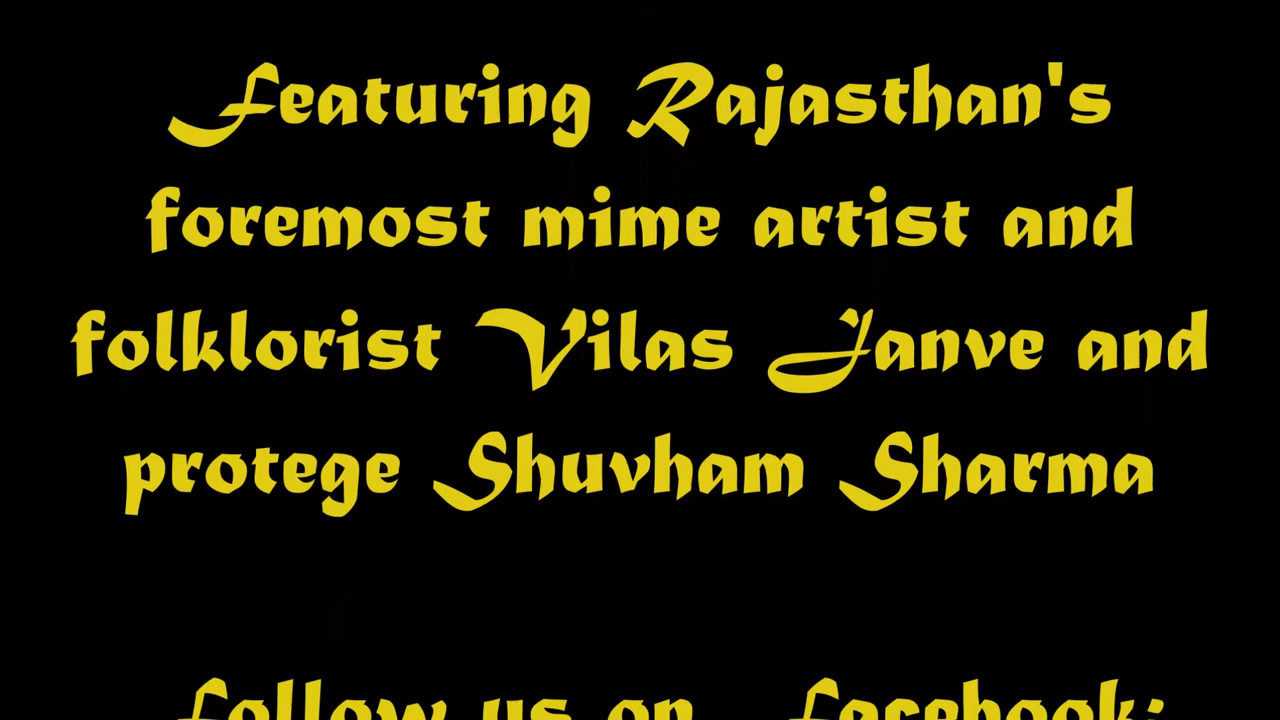 Featuring Rajasthan's
foremost mime artist and
folklorist Vilas Janve and
protege Shuvham Sharma
Follow us on Facebook: